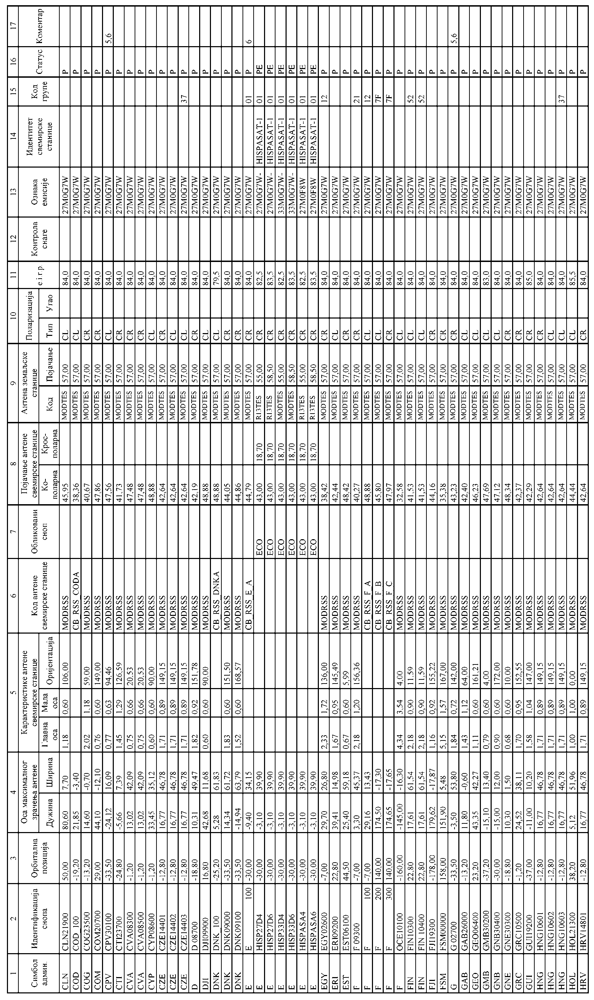 1 2 3 4 5 6 7 8 9 10 11 12 13 14 15 16 17
Симбол админ. Идентификација снопа Орбитална позиција Оса максималног зрачења антене Карактеристике антене свемирске станице Код антене свемирске станице Обликовани сноп Појачање антене свемирске станице Антена земаљске станице Поларизација e.i.r.p. Контрола снаге Ознака емисије Идентитет свемирске станице Код групе Статус Коментар
Дужина Ширина Главна оса Мала оса Оријентација Ко-поларна Крос-поларна Код Појачање Тип Угао
CLN CLN21900 50,00 80,60 7,70 1,18 0,60 106,00 MODRSS 45,95 MODTES 57,00 CL 84,0 27M0G7W P
COD COD_100 -19,20 21,85 -3,40 CB_RSS_CODA 38,36 MODTES 57,00 CL 84,0 27M0G7W P
COG COG23500 -13,20 14,60 -0,70 2,02 1,18 59,00 MODRSS 40,67 MODTES 57,00 CR 84,0 27M0G7W P
COM COM20700 29,00 44,10 -12,10 0,76 0,60 149,00 MODRSS 47,86 MODTES 57,00 CR 84,0 27M0G7W P
CPV CPV30100 -33,50 -24,12 16,09 0,77 0,63 94,46 MODRSS 47,56 MODTES 57,00 CL 84,0 27M0G7W P 5,6
CTI CTI23700 -24,80 -5,66 7,39 1,45 1,29 126,59 MODRSS 41,73 MODTES 57,00 CR 84,0 27M0G7W P
CVA CVA08300 -1,20 13,02 42,09 0,75 0,66 20,53 MODRSS 47,48 MODTES 57,00 CR 84,0 27M0G7W P
CVA CVA08500 -1,20 13,02 42,09 0,75 0,66 20,53 MODRSS 47,48 MODTES 57,00 CR 84,0 27M0G7W P
CYP CYP08600 -1,20 33,45 35,12 0,60 0,60 90,00 MODRSS 48,88 MODTES 57,00 CL 84,0 27M0G7W P
CZE CZE14401 -12,80 16,77 46,78 1,71 0,89 149,15 MODRSS 42,64 MODTES 57,00 CR 84,0 27M0G7W P
CZE CZE14402 -12,80 16,77 46,78 1,71 0,89 149,15 MODRSS 42,64 MODTES 57,00 CL 84,0 27M0G7W P
CZE CZE14403 -12,80 16,77 46,78 1,71 0,89 149,15 MODRSS 42,64 MODTES 57,00 CL 84,0 27M0G7W 37 P
D D 08700 -18,80 10,31 49,47 1,82 0,92 151,78 MODRSS 42,19 MODTES 57,00 CR 84,0 27M0G7W P
DJI DJI09900 16,80 42,68 11,68 0,60 0,60 90,00 MODRSS 48,88 MODTES 57,00 CL 84,0 27M0G7W P
DNK DNK_100 -25,20 5,28 61,83 CB_RSS_DNKA 48,88 MODTES 57,00 CL 79,5 27M0G7W P
DNK DNK09000 -33,50 14,34 61,72 1,83 0,60 151,50 MODRSS 44,05 MODTES 57,00 CR 84,0 27M0G7W P
DNK DNK09100 -33,50 -14,94 63,79 1,52 0,60 168,57 MODRSS 44,86 MODTES 57,00 CR 84,0 27M0G7W P
E E 100 -30,00 -9,40 34,15 CB_RSS_E_A 44,79 MODTES 57,00 CR 84,0 27M0G7W 01 P 6
E HISP27D4 -30,00 -3,10 39,90 ECO 43,00 18,70 R13TES 55,00 CR 82,5 27M0G7W- HISPASAT-1 01 PE
E HISP27D6 -30,00 -3,10 39,90 ECO 43,00 18,70 R13TES 58,50 CR 83,5 27M0G7W- HISPASAT-1 01 PE
E HISP33D4 -30,00 -3,10 39,90 ECO 43,00 18,70 MODTES 55,00 CR 82,5 33M0G7W- HISPASAT-1 01 PE
E HISP33D6 -30,00 -3,10 39,90 ECO 43,00 18,70 MODTES 58,50 CR 83,5 33M0G7W- HISPASAT-1 01 PE
E HISPASA4 -30,00 -3,10 39,90 ECO 43,00 18,70 R13TES 55,00 CR 82,5 27M0F8W HISPASAT-1 01 PE
E HISPASA6 -30,00 -3,10 39,90 ECO 43,00 18,70 R13TES 58,50 CR 83,5 27M0F8W HISPASAT-1 01 PE
EGY EGY02600 -7,00 29,70 26,80 2,33 1,72 136,00 MODRSS 38,42 MODTES 57,00 CR 84,0 27M0G7W 12 P
ERI ERI09200 22,80 39,41 14,98 1,67 0,95 145,49 MODRSS 42,44 MODTES 57,00 CL 84,0 27M0G7W P
EST EST06100 44,50 25,40 59,18 0,67 0,60 5,99 MODRSS 48,42 MODTES 57,00 CL 84,0 27M0G7W P
F F 09300 -7,00 3,30 45,37 2,18 1,20 156,36 MODRSS 40,27 MODTES 57,00 CR 84,0 27M0G7W 21 P
F F 100 -7,00 29,16 13,43 CB_RSS_F_A 48,88 MODTES 57,00 CL 84,0 27M0G7W 12 P
F F 200 140,00 174,50 -17,30 CB_RSS_F_B 45,80 MODTES 57,00 CL 84,0 27M0G7W 7F P
F F 300 140,00 174,65 -17,65 CB_RSS_F_C 47,97 MODTES 57,00 CR 84,0 27M0G7W 7F P
F OCE10100 -160,00 -145,00 -16,30 4,34 3,54 4,00 MODRSS 32,58 MODTES 57,00 CL 84,0 27M0G7W P
FIN FIN10300 22,80 17,61 61,54 2,18 0,90 11,59 MODRSS 41,53 MODTES 57,00 CL 84,0 27M0G7W 52 P
FIN FIN 10400 22,80 17,61 61,54 2,18 0,90 11,59 MODRSS 41,53 MODTES 57,00 CL 84,0 27M0G7W 52 P
FJI FJI19300 -178,00 179,62 -17,87 1,16 0,92 155,22 MODRSS 44,16 MODTES 57,00 CR 84,0 27M0G7W P
FSM FSM00000 158,00 151,90 5,48 5,15 1,57 167,00 MODRSS 35,38 MODTES 57,00 CR 84,0 27M0G7W P
G G 02700 -33,50 -3,50 53,80 1,84 0,72 142,00 MODRSS 43,23 MODTES 57,00 CR 84,0 27M0G7W P 5,6
GAB GAB26000 -13,20 11,80 -0,60 1,43 1,12 64,00 MODRSS 42,40 MODTES 57,00 CL 84,0 27M0G7W P
GEO GEO06400 23,20 43,35 42,27 1,11 0,60 161,21 MODRSS 46,23 MODTES 57,00 CL 84,0 27M0G7W P
GMB GMB30200 -37,20 -15,10 13,40 0,79 0,60 4,00 MODRSS 47,69 MODTES 57,00 CL 83,0 27M0G7W P
GNB GNB30400 -30,00 -15,00 12,00 0,90 0,60 172,00 MODRSS 47,12 MODTES 57,00 CL 84,0 27M0G7W P
GNE GNE30300 -18,80 10,30 1,50 0,68 0,60 10,00 MODRSS 48,34 MODTES 57,00 CR 84,0 27M0G7W P
GRC GRC10500 -1,20 24,52 38,11 1,70 0,95 152,55 MODRSS 42,37 MODTES 57,00 CR 84,0 27M0G7W P
GUI GUI19200 -37,00 -11,00 10,20 1,58 1,04 147,00 MODRSS 42,29 MODTES 57,00 CR 85,0 27M0G7W P
HNG HNG10601 -12,80 16,77 46,78 1,71 0,89 149,15 MODRSS 42,64 MODTES 57,00 CR 84,0 27M0G7W P
HNG HNG10602 -12,80 16,77 46,78 1,71 0,89 149,15 MODRSS 42,64 MODTES 57,00 CL 84,0 27M0G7W P
HNG HNG10603 -12,80 16,77 46,78 1,71 0,89 149,15 MODRSS 42,64 MODTES 57,00 CL 84,0 27M0G7W 37 P
HOL HOL21300 38,20 5,12 51,96 1,00 1,00 0,00 MODRSS 44,44 MODTES 57,00 CL 85,5 27M0G7W P
HRV HRV14801 -12,80 16,77 46,78 1,71 0,89 149,15 MODRSS 42,64 MODTES 57,00 CR 84,0 27M0G7W P